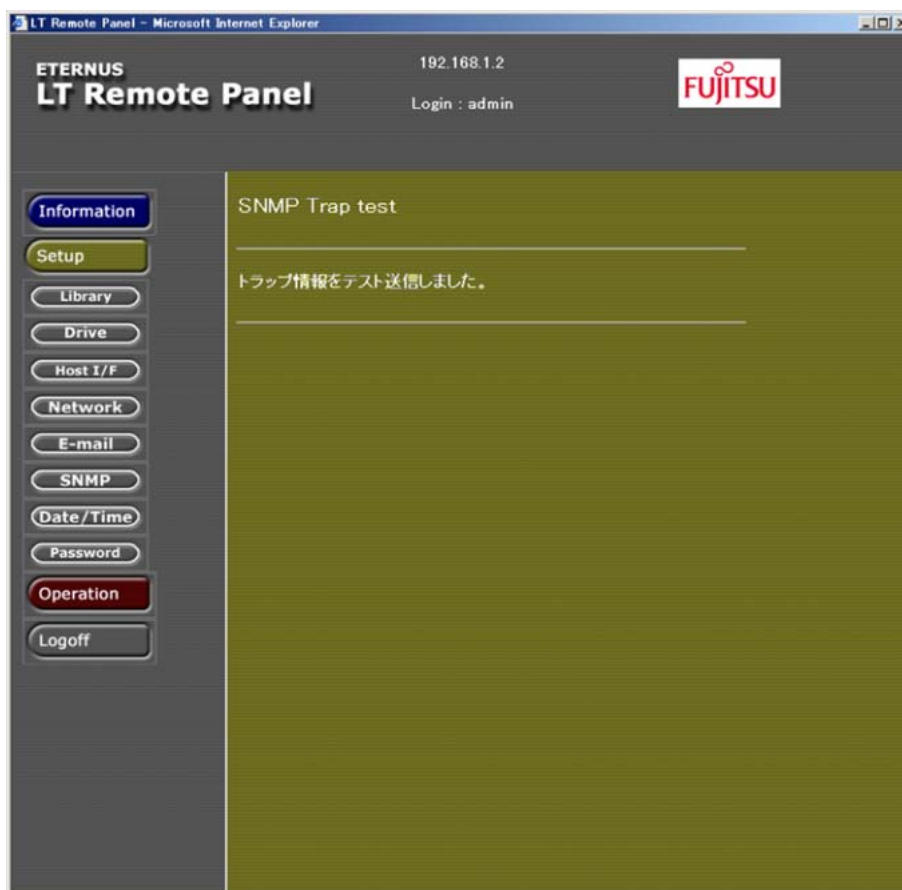 LT Remote Panel - Microsoft Internet Explorer
ETERNUS
LT Remote Panel
192.168.1.2
Login : admin
FUJITSU
Information
Setup
Library
Drive
Host I/F
Network
E-mail
SNMP
Date/Time
Password
Operation
Logoff
SNMP Trap test
トラップ情報をテスト送信しました。